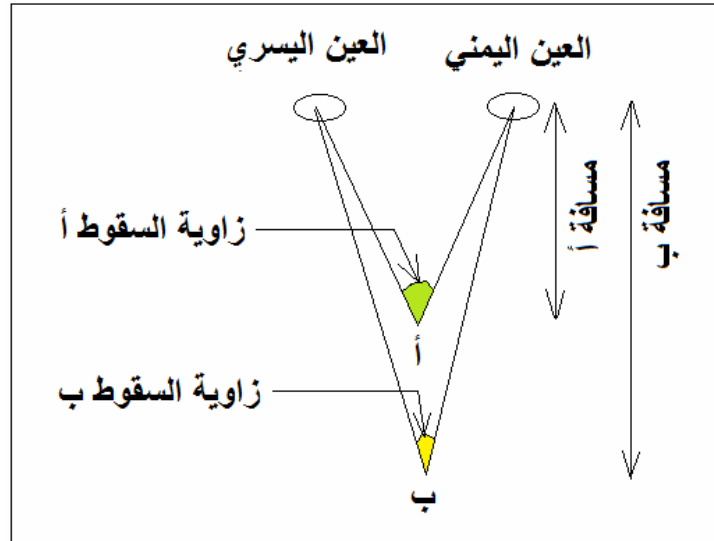 العين اليمني
العين اليسري
مسافة أ
مسافة ب
زاوية السقوط أ
أ
زاوية السقوط ب
ب